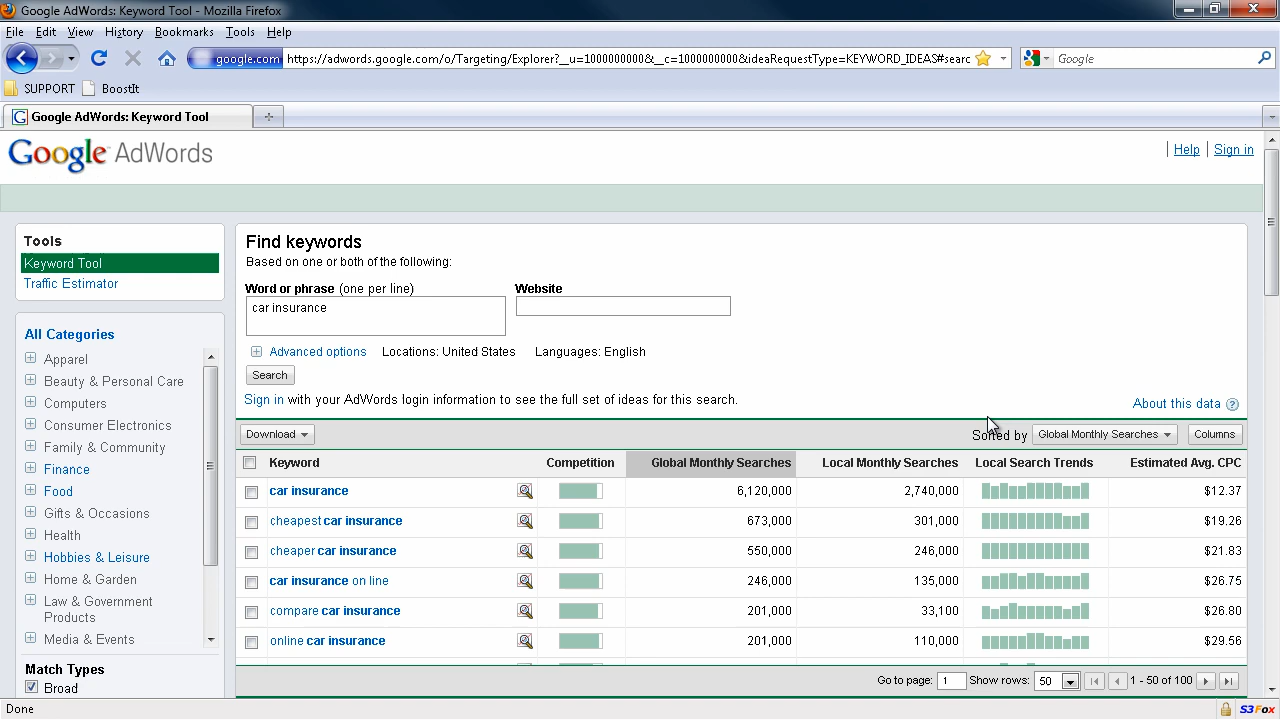 Google AdWords: Keyword Tool - Mozilla Firefox
File Edit View History Bookmarks Tools Help
google.com https://adwords.google.com/o/Targeting/Explorer?__u=1000000000&__c=1000000000&ideaRequestType=KEYWORD_IDEAS#searc Google
SUPPORT BoostIt
Google AdWords: Keyword Tool
Google AdWords
Help Sign in
Tools
Keyword Tool
Traffic Estimator
All Categories
Apparel
Beauty & Personal Care
Computers
Consumer Electronics
Family & Community
Finance
Food
Gifts & Occasions
Health
Hobbies & Leisure
Home & Garden
Law & Government
Products
Media & Events
Match Types
Broad
Find keywords
Based on one or both of the following:
Word or phrase (one per line) Website
car insurance
Advanced options Locations: United States Languages: English
Search
Sign in with your AdWords login information to see the full set of ideas for this search.
About this data ?
Download Sorted by Global Monthly Searches Columns
Keyword Competition Global Monthly Searches Local Monthly Searches Local Search Trends Estimated Avg. CPC
car insurance 6,120,000 2,740,000 $12.37
cheapest car insurance 673,000 301,000 $19.26
cheaper car insurance 550,000 246,000 $21.83
car insurance on line 246,000 135,000 $26.75
compare car insurance 201,000 33,100 $26.80
online car insurance 201,000 110,000 $29.56
Go to page: 1 Show rows: 50 1 - 50 of 100
Done S3Fox